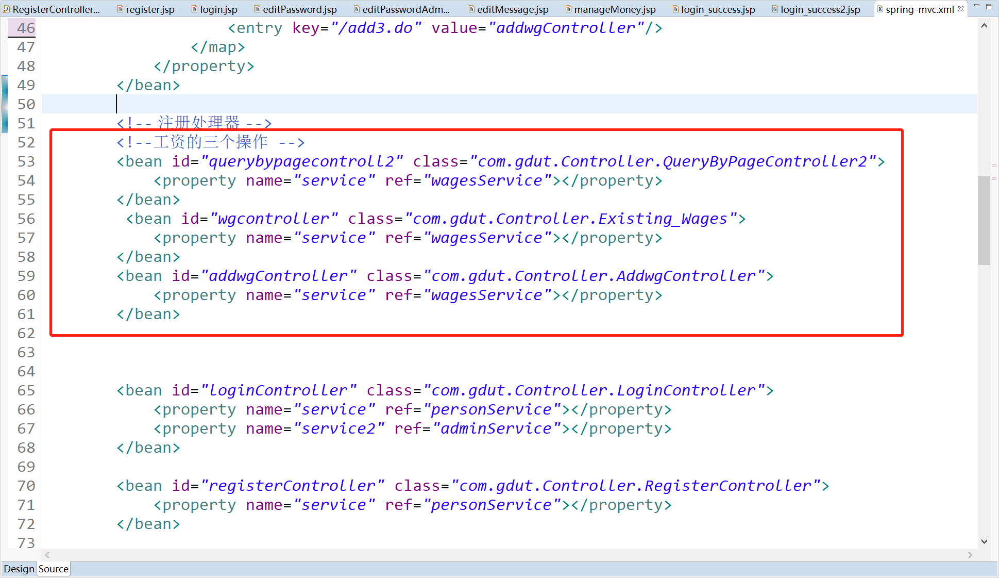 RegisterController... register.jsp login.jsp editPassword.jsp editPasswordAdm... editMessage.jsp manageMoney.jsp login_success.jsp login_success2.jsp spring-mvc.xml
46 <entry key="/add3.do" value="addwgController"/>
47 </map>
48 </property>
49 </bean>
50
51 <!-- 注册处理器 -->
52 <!--工资的三个操作 -->
53 <bean id="querybypagecontroll2" class="com.gdut.Controller.QueryByPageController2">
54 <property name="service" ref="wagesService"></property>
55 </bean>
56 <bean id="wgcontroller" class="com.gdut.Controller.Existing_Wages">
57 <property name="service" ref="wagesService"></property>
58 </bean>
59 <bean id="addwgController" class="com.gdut.Controller.AddwgController">
60 <property name="service" ref="wagesService"></property>
61 </bean>
62
63
64
65 <bean id="loginController" class="com.gdut.Controller.LoginController">
66 <property name="service" ref="personService"></property>
67 <property name="service2" ref="adminService"></property>
68 </bean>
69
70 <bean id="registerController" class="com.gdut.Controller.RegisterController">
71 <property name="service" ref="personService"></property>
72 </bean>
73
Design Source